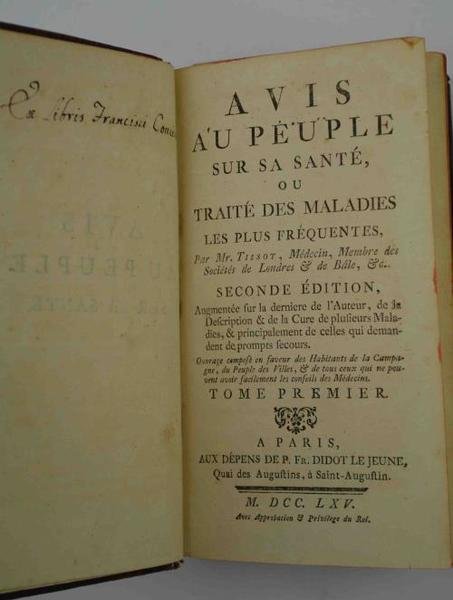 Ex libris Francisci
AVIS
AU PEUPLE
SUR SA SANTÉ,
OU
TRAITÉ DES MALADIES
LES PLUS FRÉQUENTES,
Par Mr. TISSOT, Médecin, Membre des
Sociétés de Londres & de Bâle, &c.
SECONDE ÉDITION,
Augmentée sur la derniere de l'Auteur, de la
Description & de la Cure de plusieurs Mala-
dies, & principalement de celles qui deman-
dent de prompts secours.
Ouvrage composé en faveur des Habitants de la Campa-
gne, du Peuple des Villes, & de tous ceux qui ne peu-
vent avoir facilement les conseils des Médecins.
TOME PREMIER.
A PARIS,
AUX DÉPENS DE P. FR. DIDOT LE JEUNE,
Quai des Augustins, à Saint-Augustin.
M. DCC. LXV.
Avec Approbation & Privilége du Roi.